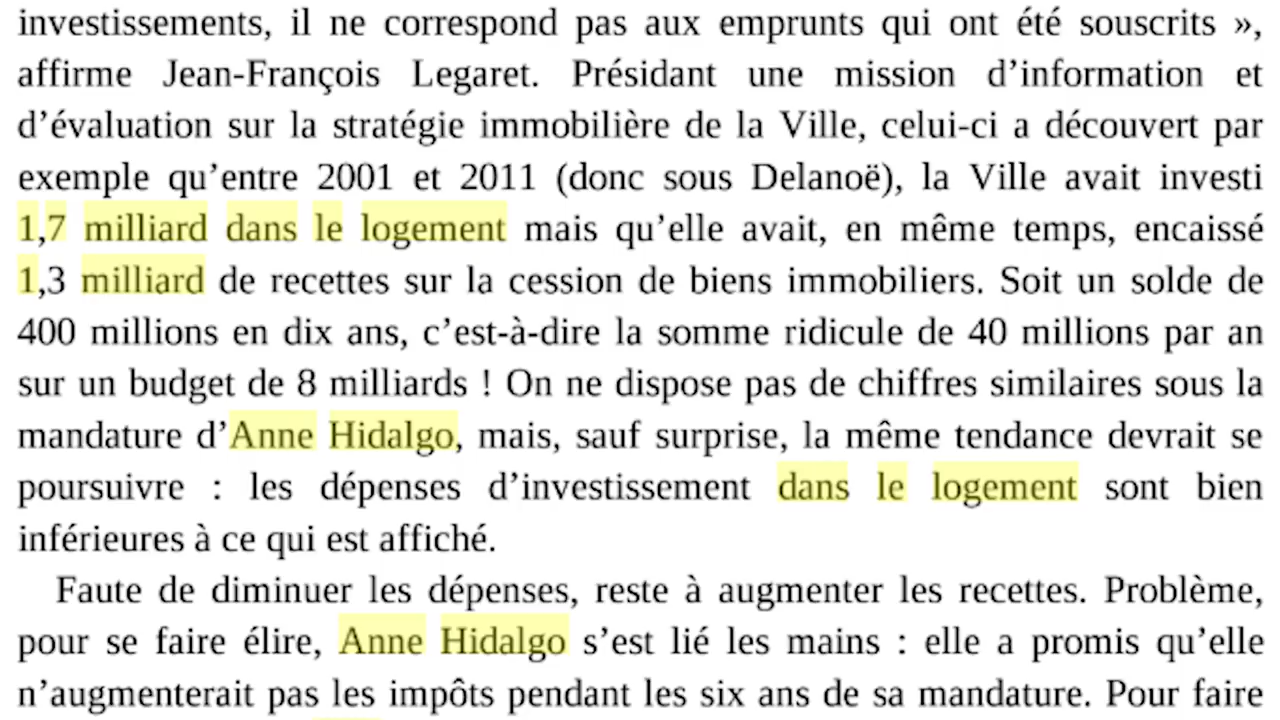 investissements, il ne correspond pas aux emprunts qui ont été souscrits »,
affirme Jean-François Legaret. Présidant une mission d’information et
d’évaluation sur la stratégie immobilière de la Ville, celui-ci a découvert par
exemple qu’entre 2001 et 2011 (donc sous Delanoë), la Ville avait investi
1,7 milliard dans le logement mais qu’elle avait, en même temps, encaissé
1,3 milliard de recettes sur la cession de biens immobiliers. Soit un solde de
400 millions en dix ans, c’est-à-dire la somme ridicule de 40 millions par an
sur un budget de 8 milliards ! On ne dispose pas de chiffres similaires sous la
mandature d’Anne Hidalgo, mais, sauf surprise, la même tendance devrait se
poursuivre : les dépenses d’investissement dans le logement sont bien
inférieures à ce qui est affiché.
Faute de diminuer les dépenses, reste à augmenter les recettes. Problème,
pour se faire élire, Anne Hidalgo s’est lié les mains : elle a promis qu’elle
n’augmenterait pas les impôts pendant les six ans de sa mandature. Pour faire